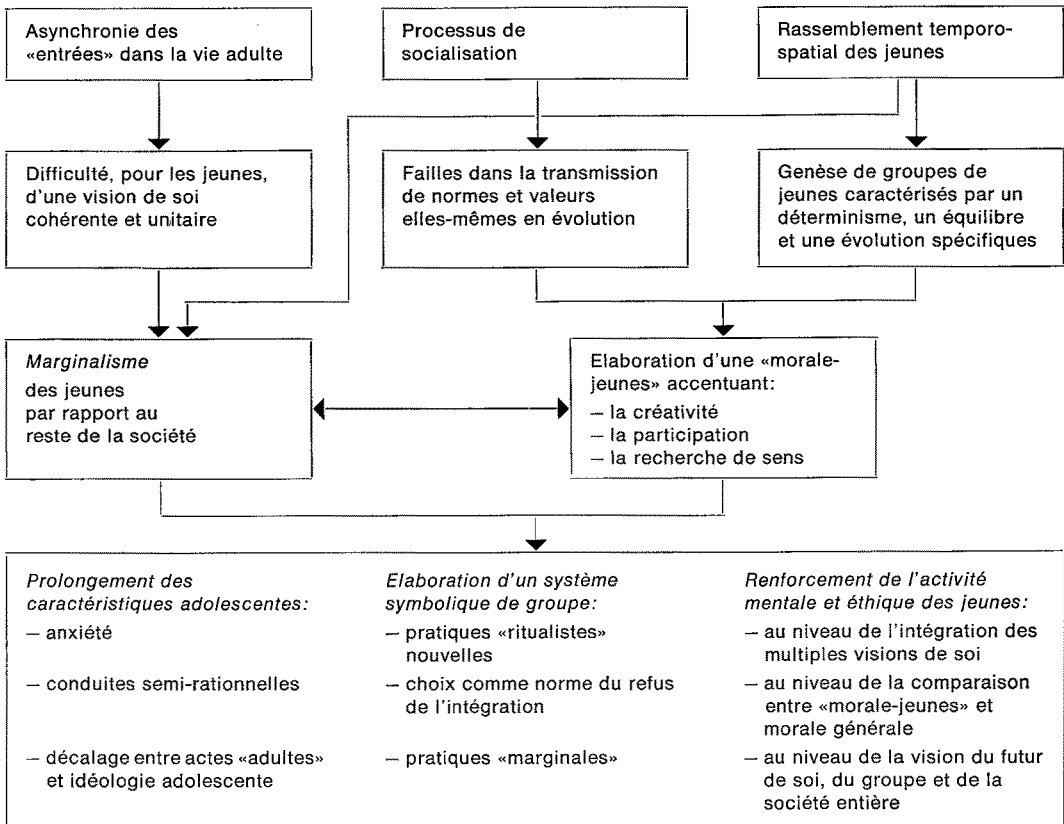 Asynchronie des
«entrées» dans la vie adulte
Processus de
socialisation
Rassemblement temporo-
spatial des jeunes
Difficulté, pour les jeunes,
d'une vision de soi
cohérente et unitaire
Failles dans la transmission
de normes et valeurs
elles-mêmes en évolution
Genèse de groupes de
jeunes caractérisés par un
déterminisme, un équilibre
et une évolution spécifiques
Marginalisme
des jeunes
par rapport au
reste de la société
Elaboration d'une «morale-
jeunes» accentuant:
– la créativité
– la participation
– la recherche de sens
Prolongement des
caractéristiques adolescentes:
– anxiété
– conduites semi-rationnelles
– décalage entre actes «adultes»
et idéologie adolescente
Elaboration d'un système
symbolique de groupe:
– pratiques «ritualistes»
nouvelles
– choix comme norme du refus
de l'intégration
– pratiques «marginales»
Renforcement de l'activité
mentale et éthique des jeunes:
– au niveau de l'intégration des
multiples visions de soi
– au niveau de la comparaison
entre «morale-jeunes» et
morale générale
– au niveau de la vision du futur
de soi, du groupe et de la
société entière